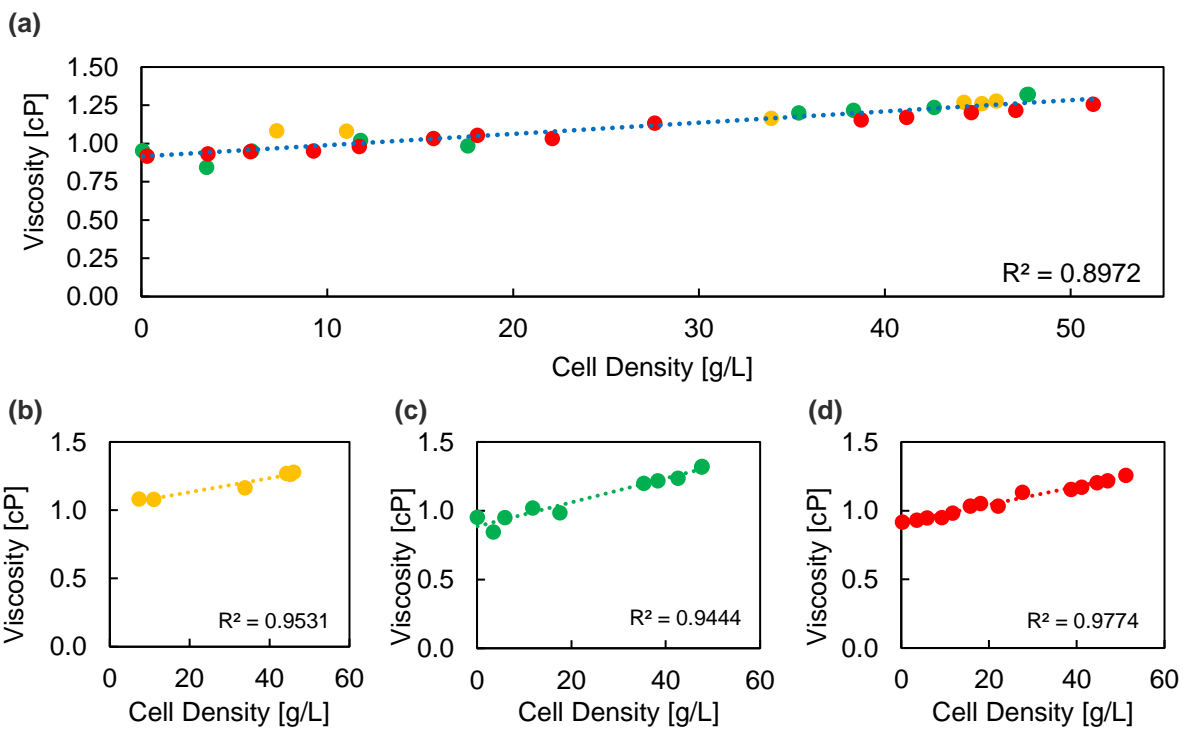 (a)
1.50
1.25
1.00
0.75
0.50
0.25
0.00
Viscosity [cP]
R² = 0.8972
0 10 20 30 40 50
Cell Density [g/L]
(b)
1.5
1.0
0.5
0.0
Viscosity [cP]
R² = 0.9531
0 20 40 60
Cell Density [g/L]
(c)
1.5
1.0
0.5
0.0
Viscosity [cP]
R² = 0.9444
0 20 40 60
Cell Density [g/L]
(d)
1.5
1.0
0.5
0.0
Viscosity [cP]
R² = 0.9774
0 20 40 60
Cell Density [g/L]